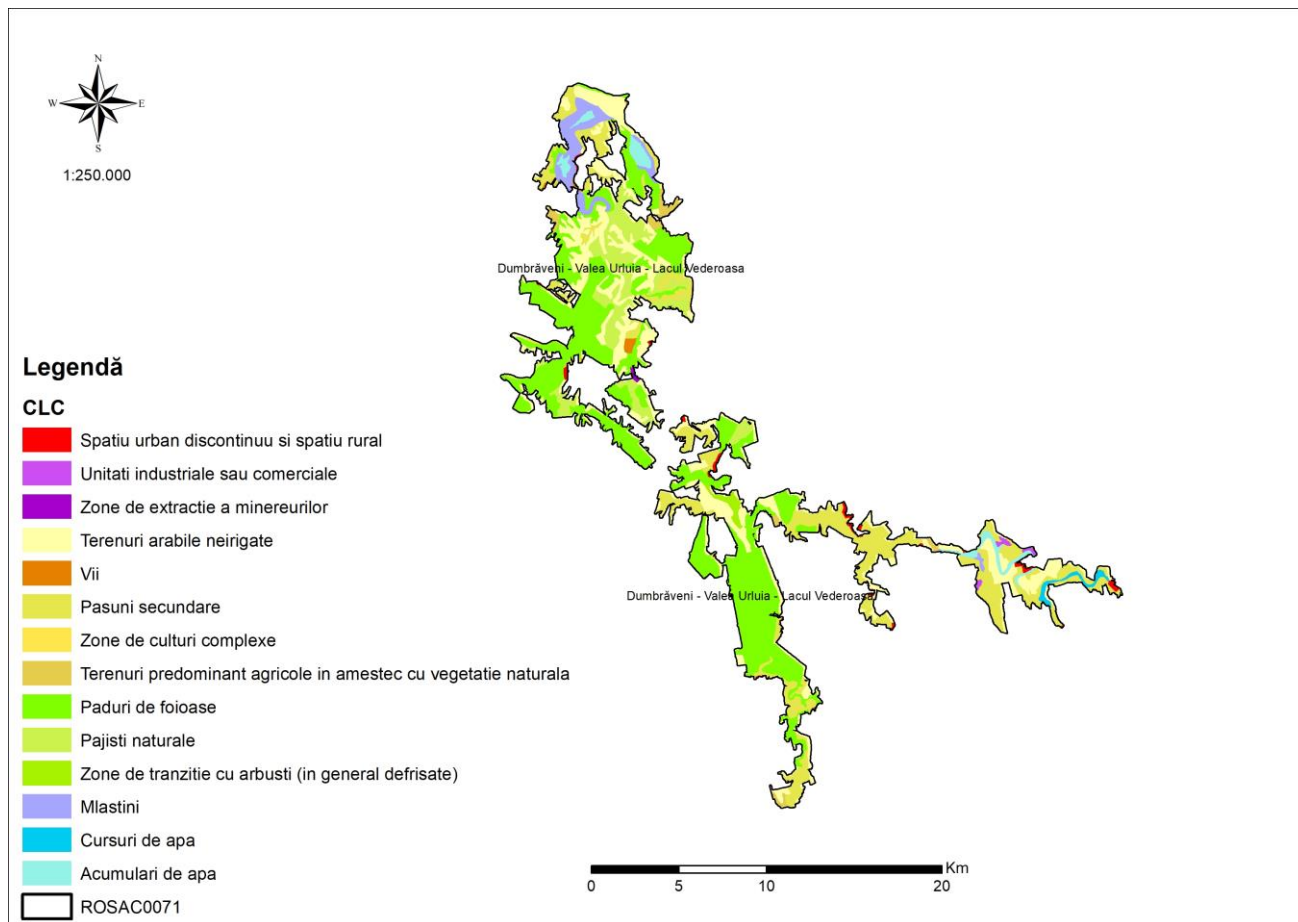 N
W E
S
1:250.000
Dumbrăveni - Valea Urluia - Lacul Vederoasa
Dumbrăveni - Valea Urluia - Lacul Vederoasa
Legendă
CLC
Spatiu urban discontinuu si spatiu rural
Unitati industriale sau comerciale
Zone de extractie a minereurilor
Terenuri arabile neirigate
Vii
Pasuni secundare
Zone de culturi complexe
Terenuri predominant agricole in amestec cu vegetatie naturala
Paduri de foioase
Pajisti naturale
Zone de tranzitie cu arbusti (in general defrisate)
Mlastini
Cursuri de apa
Acumulari de apa
ROSAC0071
Km
0 5 10 20